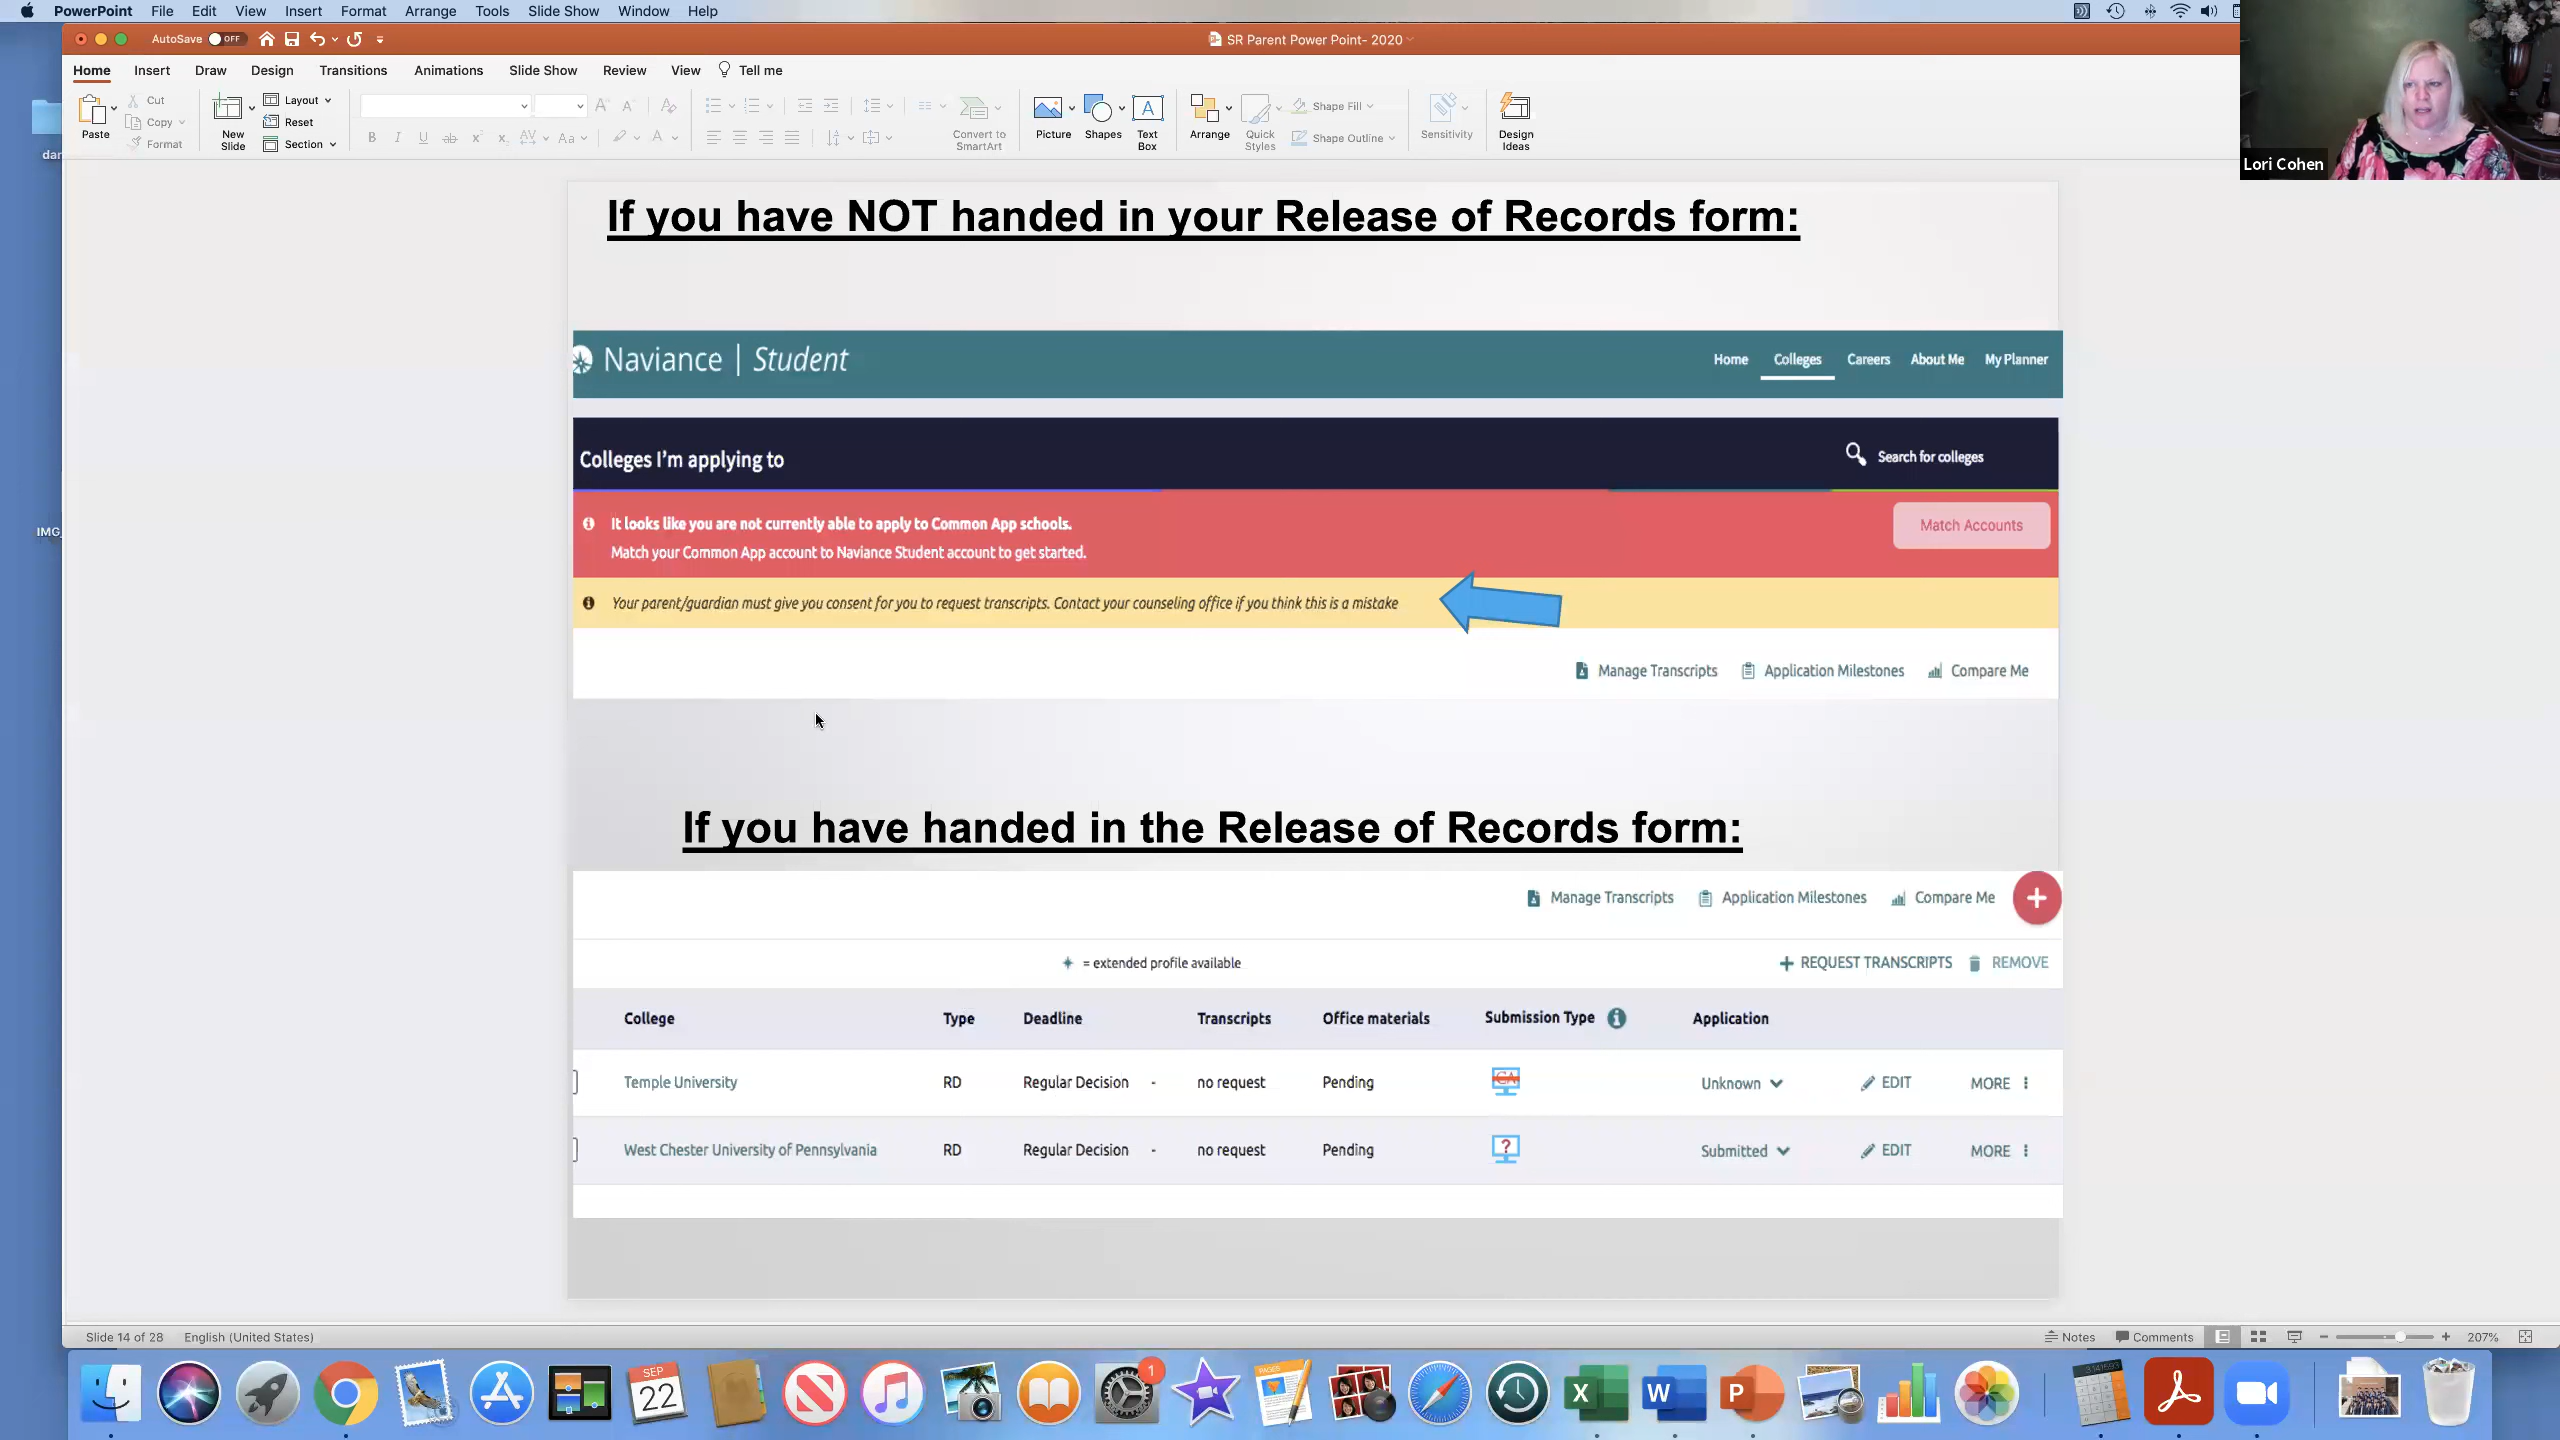 PowerPoint File Edit View Insert Format Arrange Tools Slide Show Window Help
AutoSave OFF
SR Parent Power Point- 2020
Home Insert Draw Design Transitions Animations Slide Show Review View Tell me
Paste
Cut
Copy
Format
New Slide
Layout
Reset
Section
Convert to SmartArt
Picture
Shapes
Text Box
Arrange
Quick Styles
Shape Fill
Shape Outline
Sensitivity
Design Ideas
Lori Cohen
dar
IMG_
If you have NOT handed in your Release of Records form:
Naviance | Student
Home Colleges Careers About Me My Planner
Colleges I'm applying to
Search for colleges
It looks like you are not currently able to apply to Common App schools.
Match Accounts
Match your Common App account to Naviance Student account to get started.
Your parent/guardian must give you consent for you to request transcripts. Contact your counseling office if you think this is a mistake
Manage Transcripts Application Milestones Compare Me
If you have handed in the Release of Records form:
Manage Transcripts Application Milestones Compare Me +
= extended profile available
+ REQUEST TRANSCRIPTS REMOVE
College Type Deadline Transcripts Office materials Submission Type Application
Temple University RD Regular Decision - no request Pending CA Unknown EDIT MORE
West Chester University of Pennsylvania RD Regular Decision - no request Pending ? Submitted EDIT MORE
Slide 14 of 28 English (United States)
Notes Comments 207%
SEP
22
1
PAGES
X
W
P
3.141593